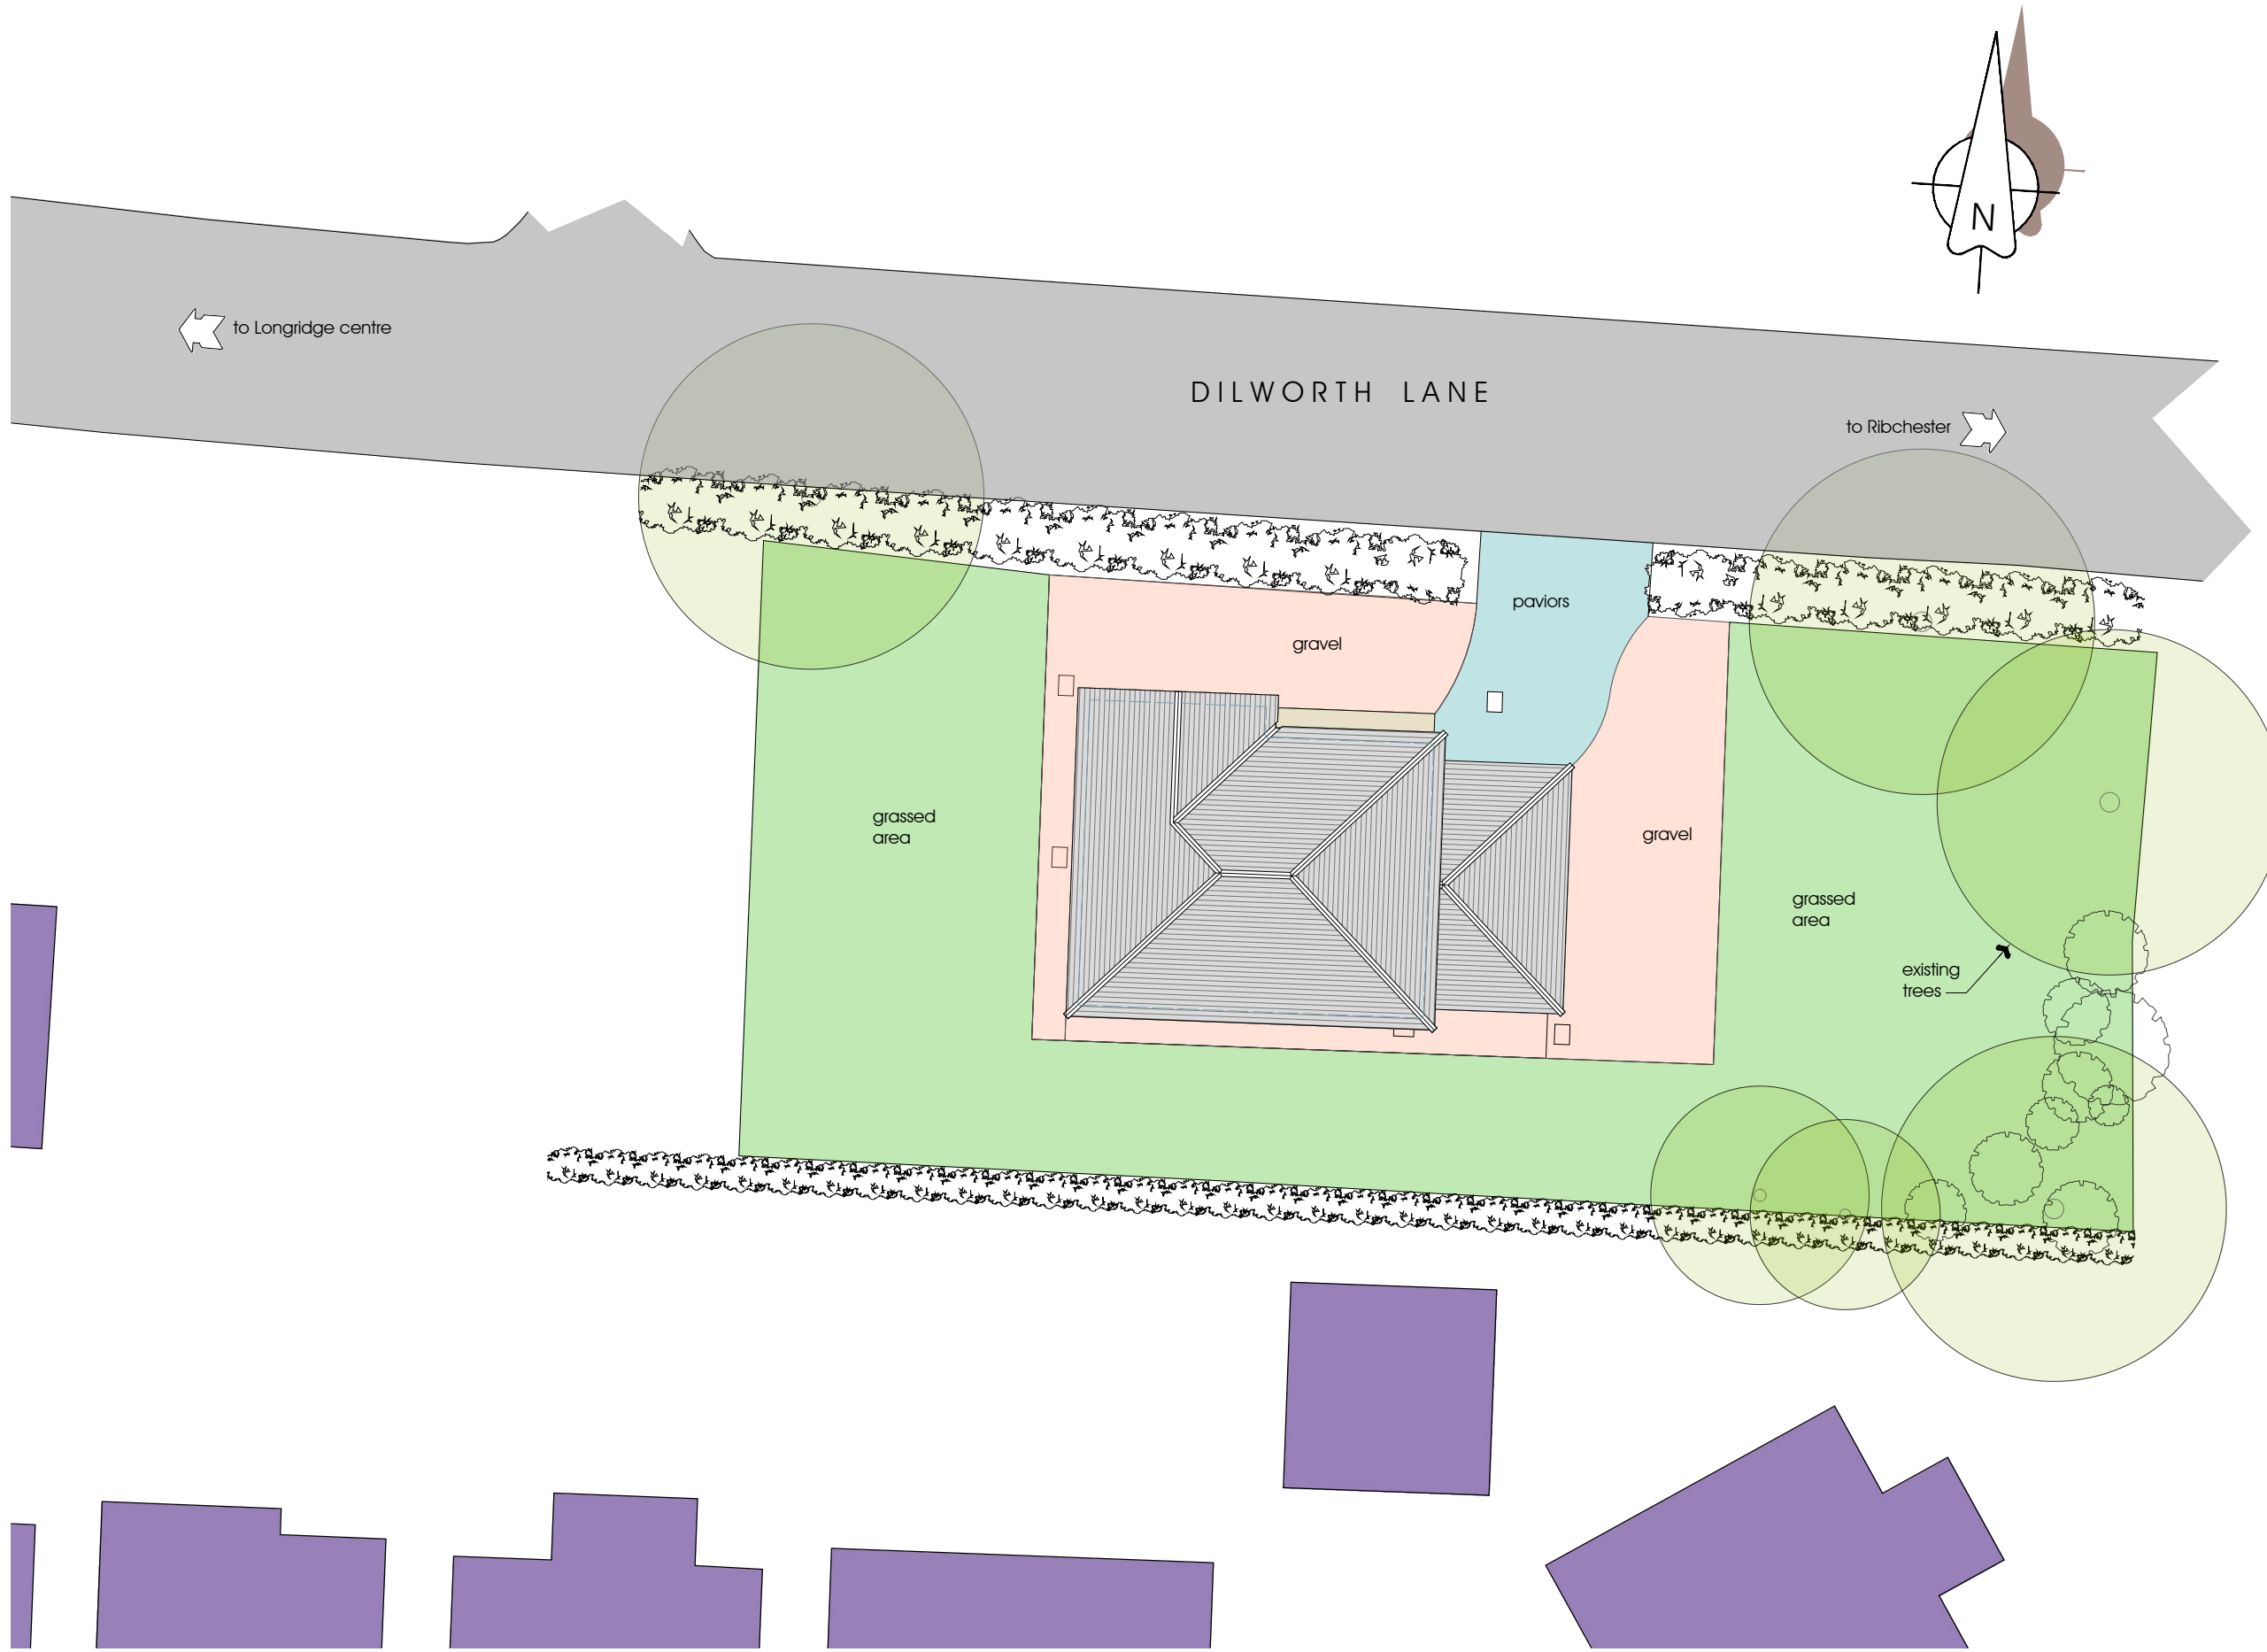 N
to Longridge centre
DILWORTH LANE
to Ribchester
paviors
gravel
grassed
area
gravel
grassed
area
existing
trees